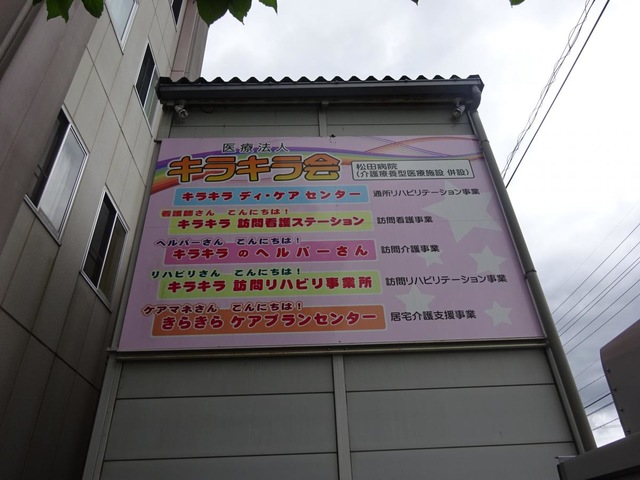 医療法人
キラキラ会
松田病院
(介護療養型医療施設 併設)
キラキラ ディ・ケア センター 通所リハビリテーション事業
看護師さん こんにちは!
キラキラ 訪問看護ステーション 訪問看護事業
ヘルパーさん こんにちは!
キラキラ の ヘルパーさん 訪問介護事業
リハビリさん こんにちは!
キラキラ 訪問リハビリ事業所 訪問リハビリテーション事業
ケアマネさん こんにちは!
きらきら ケアプランセンター 居宅介護支援事業